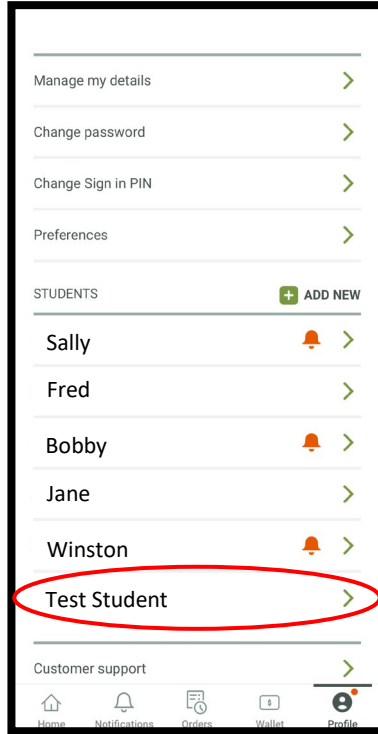 Manage my details
Change password
Change Sign in PIN
Preferences
STUDENTS ADD NEW
Sally
Fred
Bobby
Jane
Winston
Test Student
Customer support
Home Notifications Orders Wallet Profile